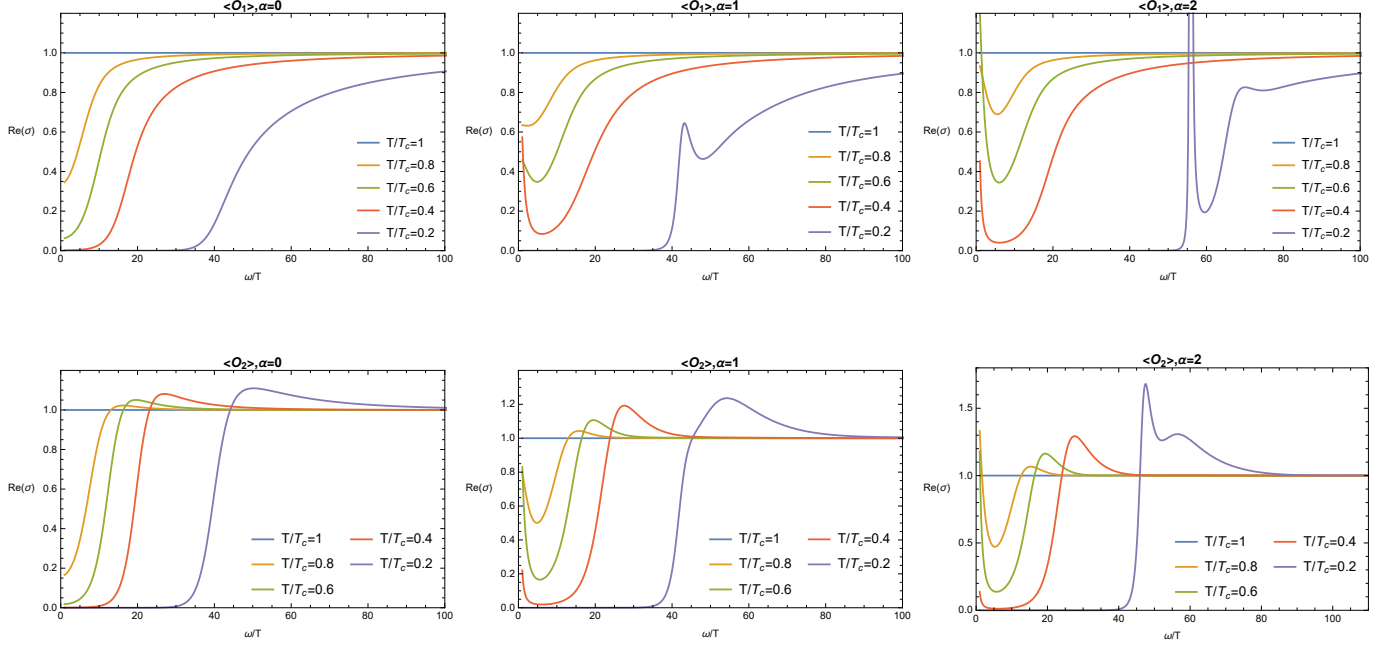 <O₁>,α=0
1.0
0.8
0.6
0.4
0.2
0.0
Re(σ)
T/Tc=1
T/Tc=0.8
T/Tc=0.6
T/Tc=0.4
T/Tc=0.2
0 20 40 60 80 100
ω/T
<O₁>,α=1
1.0
0.8
0.6
0.4
0.2
0.0
Re(σ)
T/Tc=1
T/Tc=0.8
T/Tc=0.6
T/Tc=0.4
T/Tc=0.2
0 20 40 60 80 100
ω/T
<O₁>,α=2
1.0
0.8
0.6
0.4
0.2
0.0
Re(σ)
T/Tc=1
T/Tc=0.8
T/Tc=0.6
T/Tc=0.4
T/Tc=0.2
0 20 40 60 80 100
ω/T
<O₂>,α=0
1.0
0.8
0.6
0.4
0.2
0.0
Re(σ)
T/Tc=1 T/Tc=0.4
T/Tc=0.8 T/Tc=0.2
T/Tc=0.6
0 20 40 60 80 100
ω/T
<O₂>,α=1
1.2
1.0
0.8
0.6
0.4
0.2
0.0
Re(σ)
T/Tc=1 T/Tc=0.4
T/Tc=0.8 T/Tc=0.2
T/Tc=0.6
0 20 40 60 80 100
ω/T
<O₂>,α=2
1.5
1.0
0.5
0.0
Re(σ)
T/Tc=1 T/Tc=0.4
T/Tc=0.8 T/Tc=0.2
T/Tc=0.6
0 20 40 60 80 100
ω/T